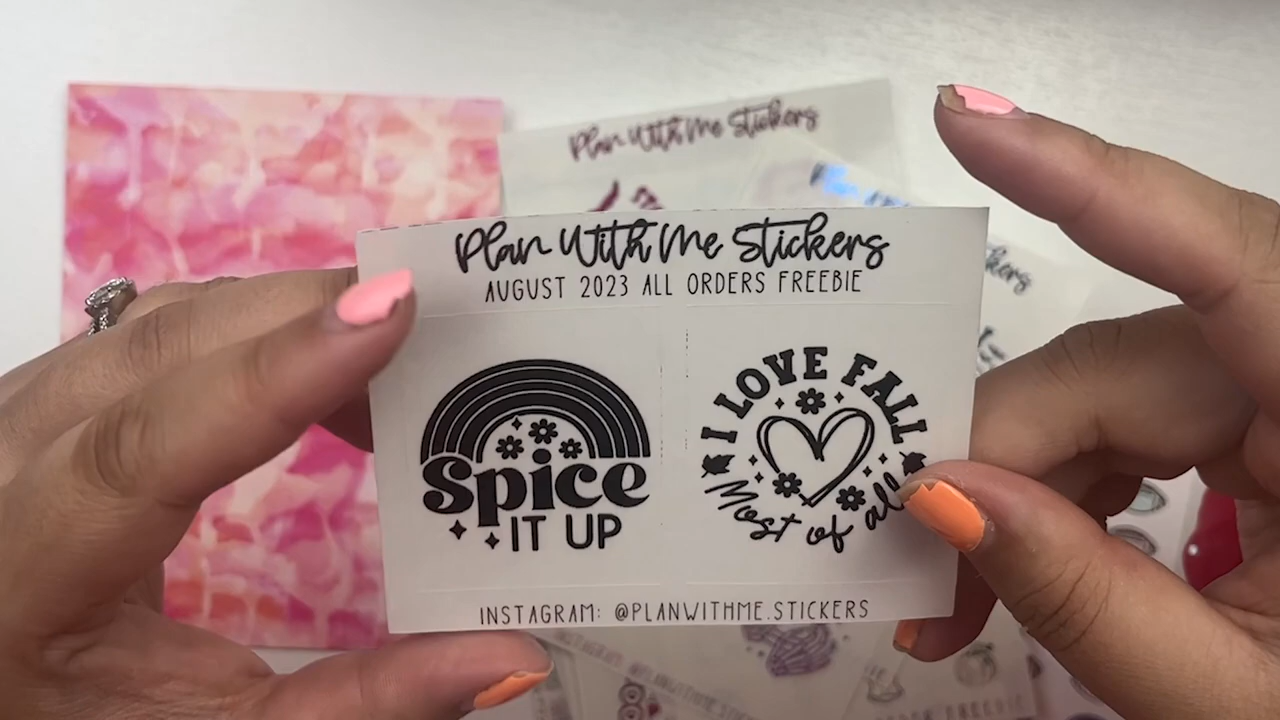 Plan With Me Stickers
Plan With Me Stickers
AUGUST 2023 ALL ORDERS FREEBIE
I LOVE FALL
Spice
IT UP
Most of all
INSTAGRAM: @PLANWITHME.STICKERS
FREEBIE